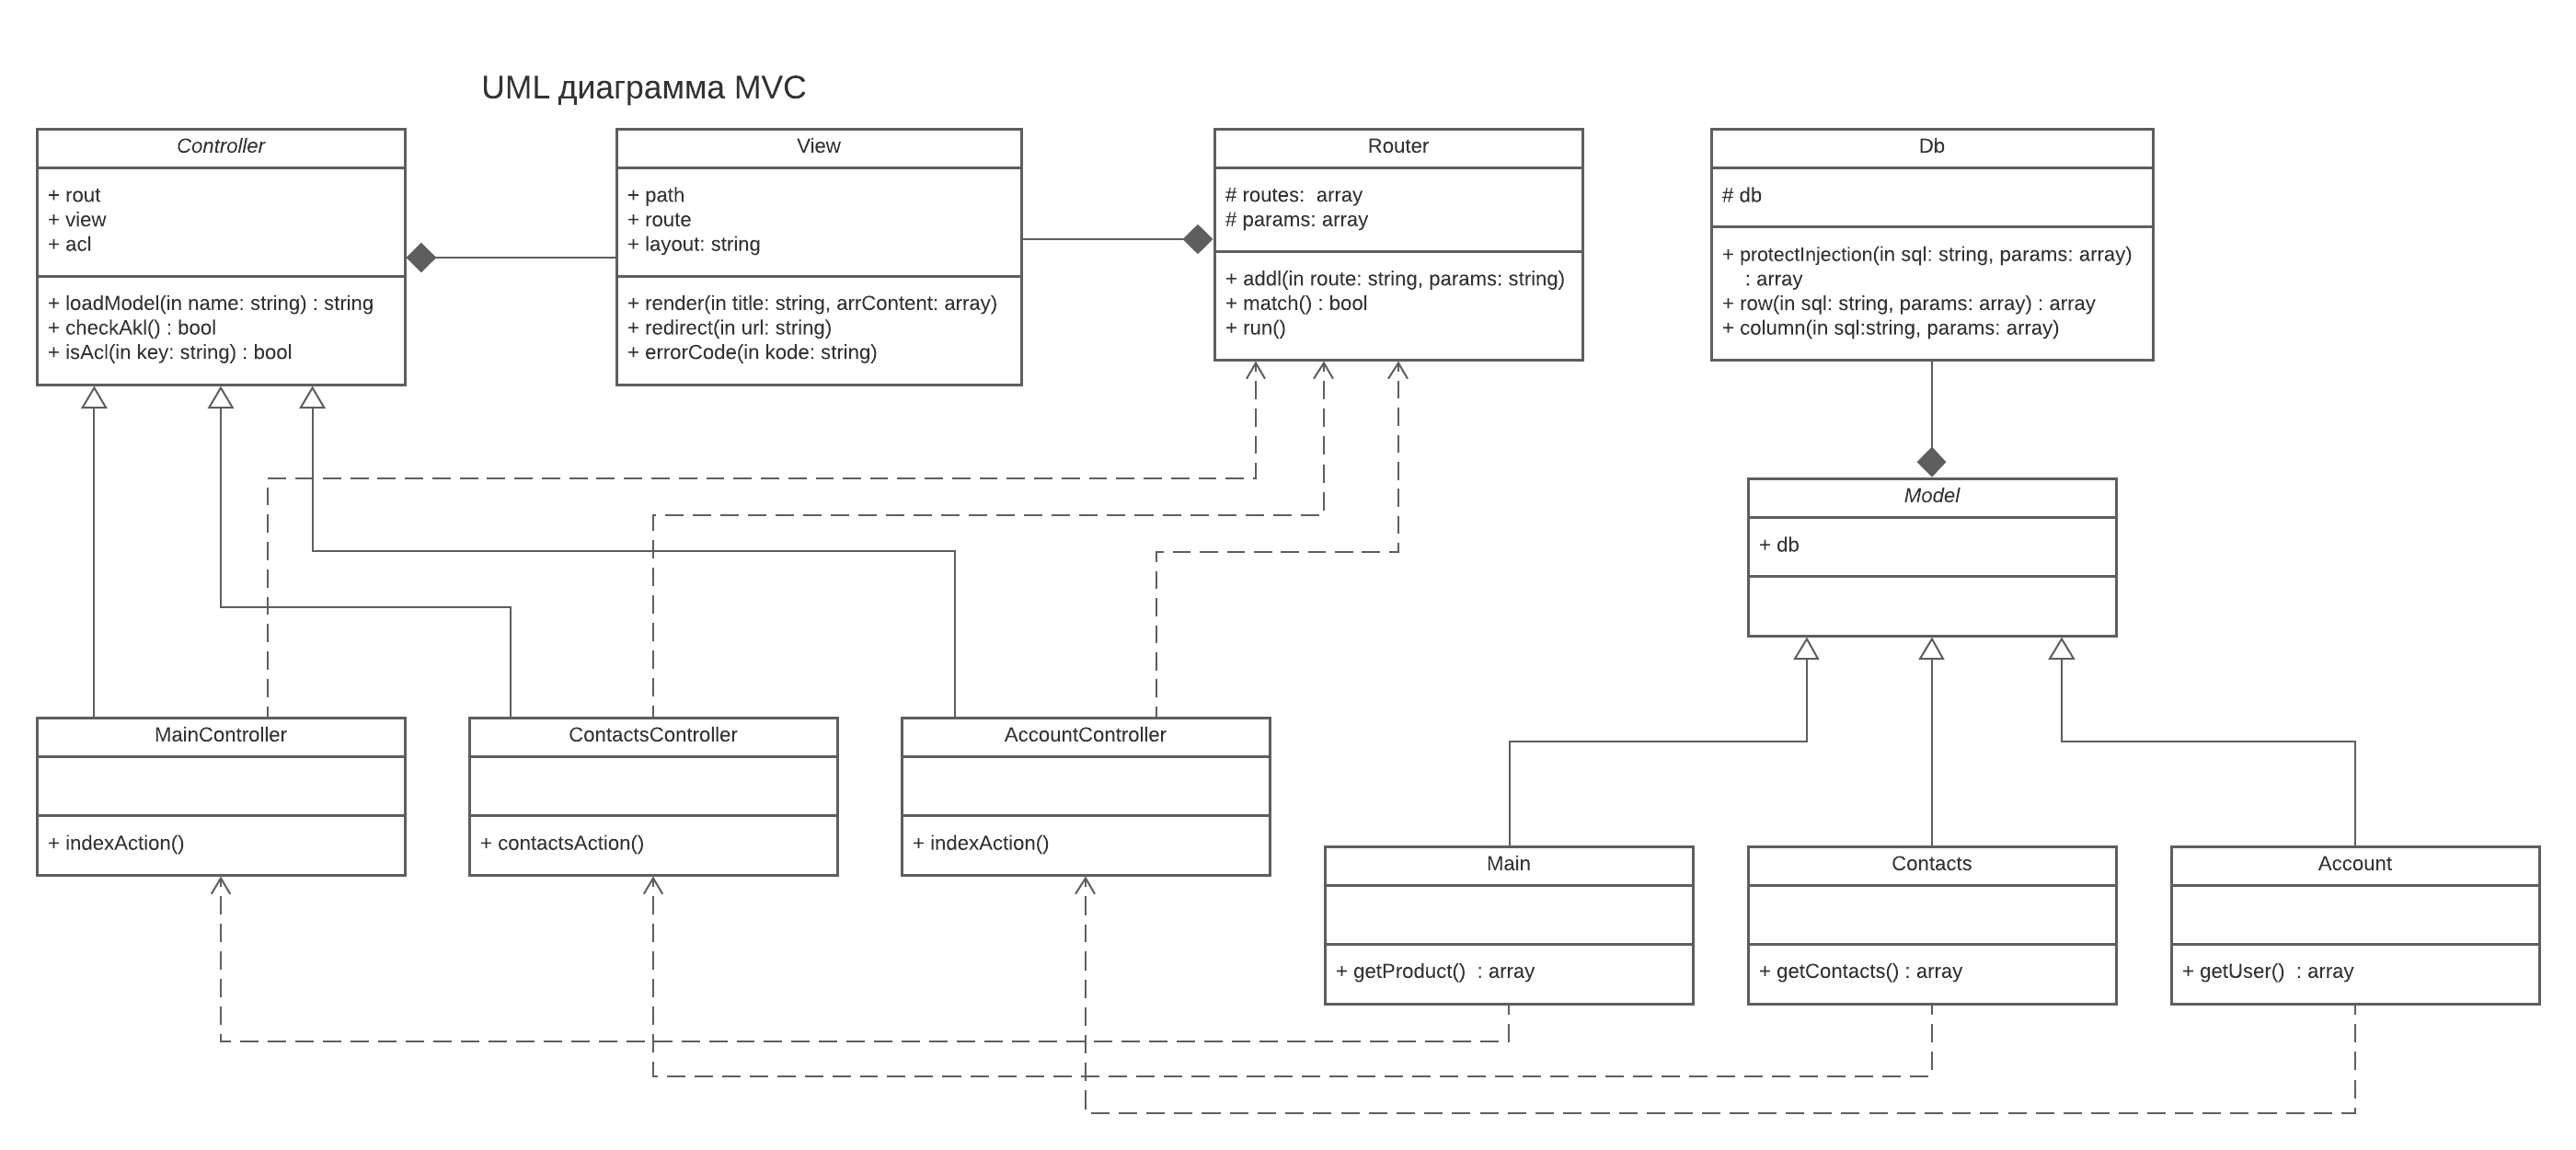 UML диаграмма MVC
Controller
+ rout
+ view
+ acl
+ loadModel(in name: string) : string
+ checkAkl() : bool
+ isAcl(in key: string) : bool
View
+ path
+ route
+ layout: string
+ render(in title: string, arrContent: array)
+ redirect(in url: string)
+ errorCode(in kode: string)
Router
# routes:  array
# params: array
+ addl(in route: string, params: string)
+ match() : bool
+ run()
Db
# db
+ protectInjection(in sql: string, params: array)
: array
+ row(in sql: string, params: array) : array
+ column(in sql:string, params: array)
Model
+ db
MainController
+ indexAction()
ContactsController
+ contactsAction()
AccountController
+ indexAction()
Main
+ getProduct()  : array
Contacts
+ getContacts() : array
Account
+ getUser()  : array